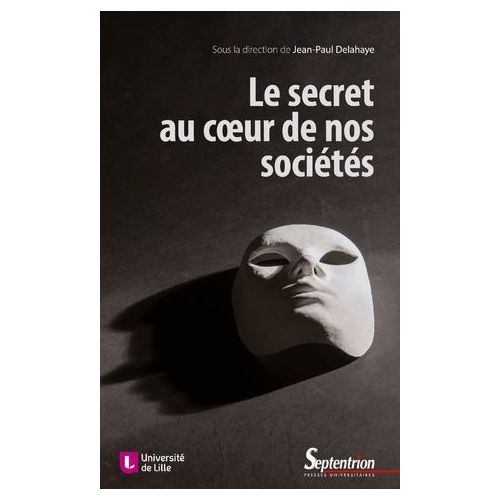 Sous la direction de Jean-Paul Delahaye
Le secret
au cœur de nos
sociétés
Université
de Lille
Septentrion
PRESSES UNIVERSITAIRES